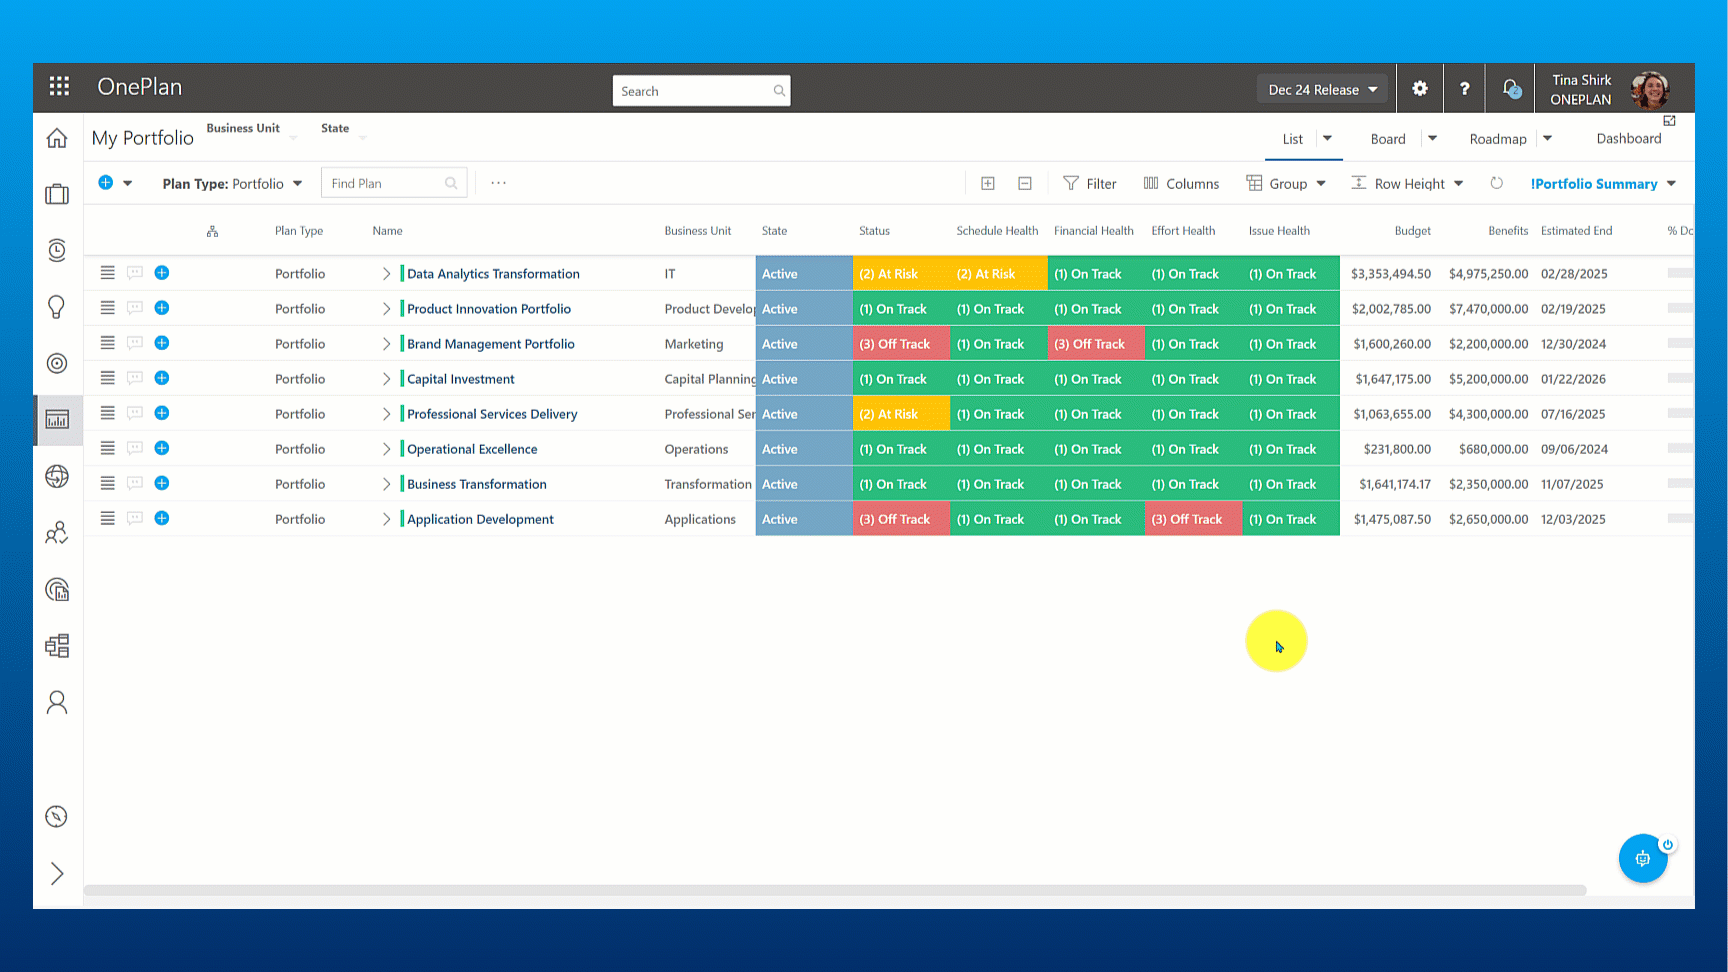 OnePlan
Search
Dec 24 Release
?
2
Tina Shirk
ONEPLAN
My Portfolio
Business Unit
State
List
Board
Roadmap
Dashboard
Plan Type: Portfolio
Find Plan
...
Filter
Columns
Group
Row Height
!Portfolio Summary
Plan Type Name Business Unit State Status Schedule Health Financial Health Effort Health Issue Health Budget Benefits Estimated End % Do
Portfolio Data Analytics Transformation IT Active (2) At Risk (2) At Risk (1) On Track (1) On Track (1) On Track $3,353,494.50 $4,975,250.00 02/28/2025
Portfolio Product Innovation Portfolio Product Develop Active (1) On Track (1) On Track (1) On Track (1) On Track (1) On Track $2,002,785.00 $7,470,000.00 02/19/2025
Portfolio Brand Management Portfolio Marketing Active (3) Off Track (1) On Track (3) Off Track (1) On Track (1) On Track $1,600,260.00 $2,200,000.00 12/30/2024
Portfolio Capital Investment Capital Planning Active (1) On Track (1) On Track (1) On Track (1) On Track (1) On Track $1,647,175.00 $5,200,000.00 01/22/2026
Portfolio Professional Services Delivery Professional Ser Active (2) At Risk (1) On Track (1) On Track (1) On Track (1) On Track $1,063,655.00 $4,300,000.00 07/16/2025
Portfolio Operational Excellence Operations Active (1) On Track (1) On Track (1) On Track (1) On Track (1) On Track $231,800.00 $680,000.00 09/06/2024
Portfolio Business Transformation Transformation Active (1) On Track (1) On Track (1) On Track (1) On Track (1) On Track $1,641,174.17 $2,350,000.00 11/07/2025
Portfolio Application Development Applications Active (3) Off Track (1) On Track (1) On Track (3) Off Track (1) On Track $1,475,087.50 $2,650,000.00 12/03/2025